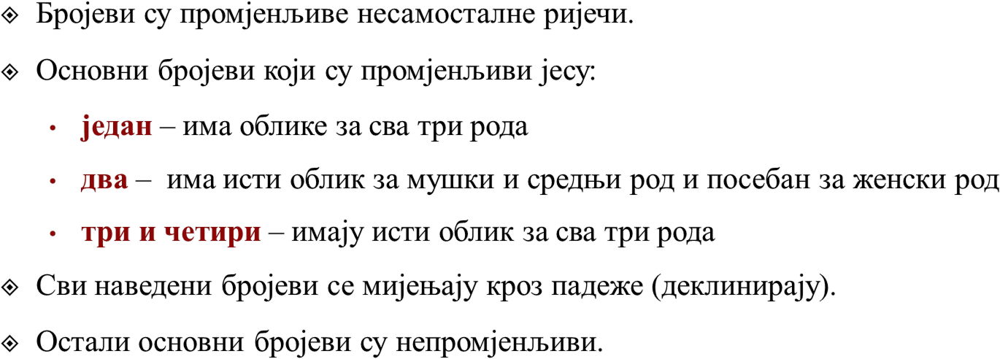 Бројеви су промјенљиве несамосталне ријечи.
Основни бројеви који су промјенљиви јесу:
један – има облике за сва три рода
два – има исти облик за мушки и средњи род и посебан за женски род
три и четири – имају исти облик за сва три рода
Сви наведени бројеви се мијењају кроз падеже (деклинирају).
Остали основни бројеви су непромјенљиви.